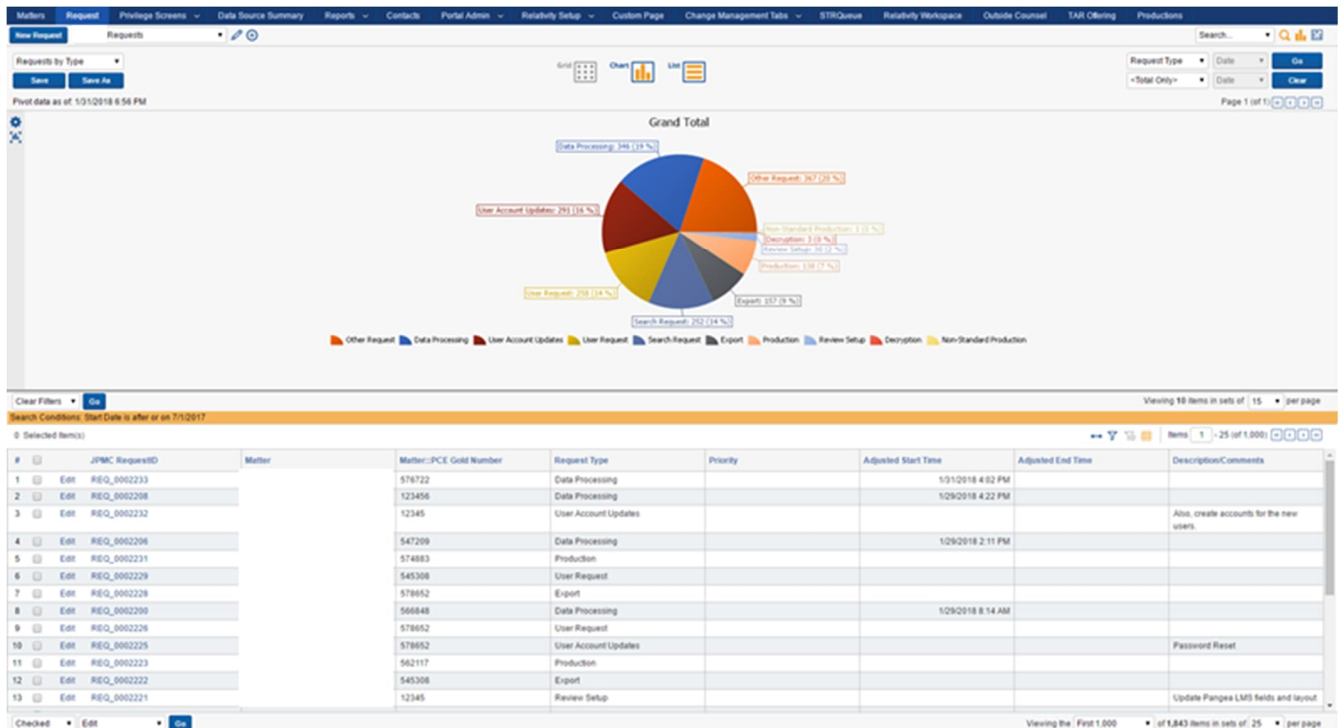 Matters Request Privilege Screens Data Source Summary Reports Contacts Portal Admin Relativity Setup Custom Page Change Management Tabs STRQueue Relativity Workspace Outside Counsel TAR Offering Productions
New Request Requests Search...
Requests by Type Grid Chart List Request Type Date Go
Save Save As <Total Only> Date Clear
Pivot data as of: 1/31/2018 6:56 PM Page 1 (of 1)
Grand Total
Data Processing: 346 (19 %)
Other Request: 367 (20 %)
User Account Updates: 291 (16 %)
Non-Standard Production: 1 (
Decryption: 3 (0 %)
Review Setup: 30 (2 %)
Production: 138 (7 %)
User Request: 258 (14 %)
Export: 157 (9 %)
Search Request: 252 (14 %)
Other Request Data Processing User Account Updates User Request Search Request Export Production Review Setup Decryption Non-Standard Production
Clear Filters Go Viewing 10 items in sets of 15 per page
Search Conditions: Start Date is after or on 7/1/2017
0 Selected Item(s) Items 1 - 25 (of 1,000)
# JPMC RequestID Matter Matter::PCE Gold Number Request Type Priority Adjusted Start Time Adjusted End Time Description/Comments
1 Edit REQ_0002233 576722 Data Processing 1/31/2018 4:02 PM
2 Edit REQ_0002208 123456 Data Processing 1/29/2018 4:22 PM
3 Edit REQ_0002232 12345 User Account Updates Also, create accounts for the new
users.
4 Edit REQ_0002206 547209 Data Processing 1/29/2018 2:11 PM
5 Edit REQ_0002231 574883 Production
6 Edit REQ_0002229 545308 User Request
7 Edit REQ_0002228 578652 Export
8 Edit REQ_0002200 566848 Data Processing 1/29/2018 8:14 AM
9 Edit REQ_0002226 578652 User Request
10 Edit REQ_0002225 578652 User Account Updates Password Reset
11 Edit REQ_0002223 562117 Production
12 Edit REQ_0002222 545308 Export
13 Edit REQ_0002221 12345 Review Setup Update Pangea LMS fields and layout
Checked Edit Go Viewing the First 1,000 of 1,843 items in sets of 25 per page